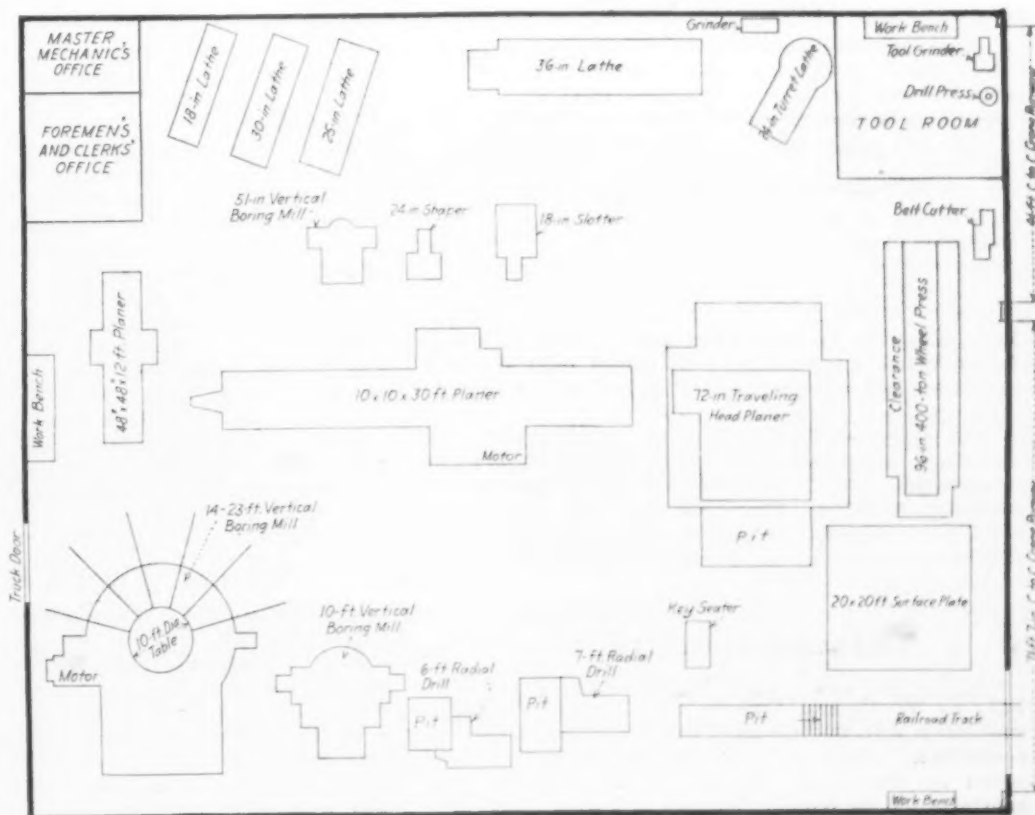 MASTER
MECHANIC'S
OFFICE
FOREMEN'S
AND CLERKS'
OFFICE
18-in Lathe
30-in Lathe
36-in Lathe
Grinder
24-in Turret Lathe
Work Bench
Tool Grinder
Drill Press
TOOL ROOM
51-in Vertical
Boring Mill
24 in Shaper
18-in Slotter
Belt Cutter
48" x 48" x 12 ft. Planer
Work Bench
10 x 10 x 30 ft Planer
Motor
72-in Traveling
Head Planer
Pit
Clearance
96-in 400-ton Wheel Press
14-23-ft. Vertical
Boring Mill
Truck Door
10-ft. Dia.
Table
Motor
10-ft. Vertical
Boring Mill
6-ft Radial
Drill
Pit
7-ft. Radial
Drill
Pit
Key Seater
20 x 20 ft Surface Plate
Pit
Railroad Track
Work Bench